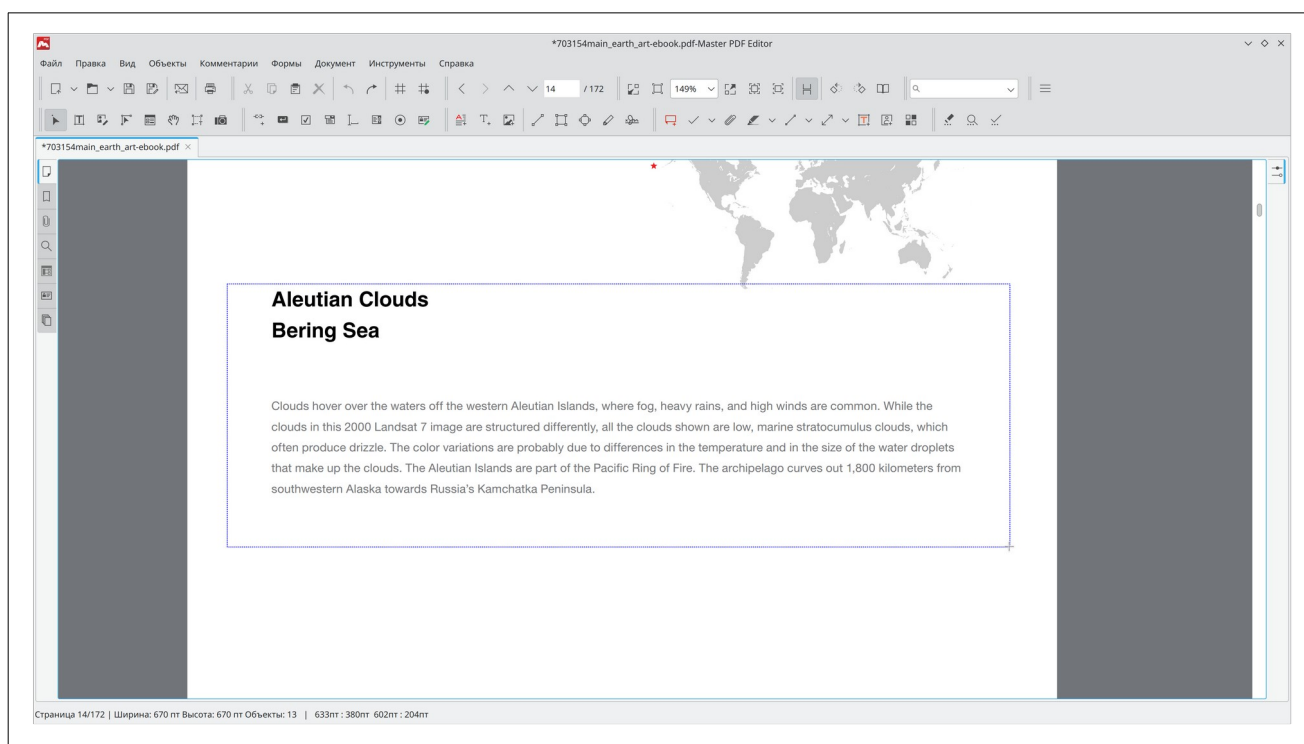 *703154main_earth_art-ebook.pdf-Master PDF Editor
Файл Правка Вид Объекты Комментарии Формы Документ Инструменты Справка
14 / 172 149%
*703154main_earth_art-ebook.pdf
Aleutian Clouds
Bering Sea
Clouds hover over the waters off the western Aleutian Islands, where fog, heavy rains, and high winds are common. While the
clouds in this 2000 Landsat 7 image are structured differently, all the clouds shown are low, marine stratocumulus clouds, which
often produce drizzle. The color variations are probably due to differences in the temperature and in the size of the water droplets
that make up the clouds. The Aleutian Islands are part of the Pacific Ring of Fire. The archipelago curves out 1,800 kilometers from
southwestern Alaska towards Russia’s Kamchatka Peninsula.
Страница 14/172 | Ширина: 670 пт Высота: 670 пт Объекты: 13 | 633пт : 380пт 602пт : 204пт